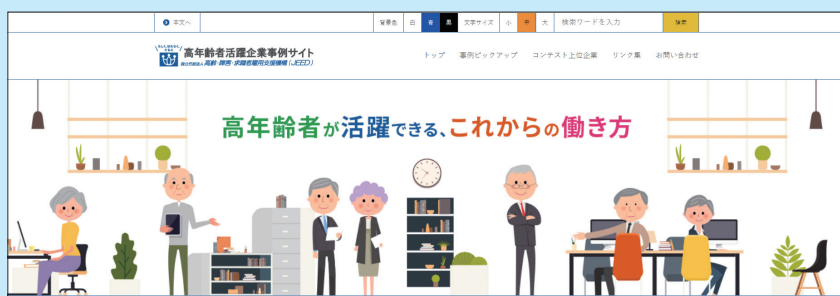 本文へ
背景色 白 青 黒 文字サイズ 小 中 大 検索ワードを入力 検索
高年齢者活躍企業事例サイト
独立行政法人 高齢・障害・求職者雇用支援機構（JEED）
トップ 事例ピックアップ コンテスト上位企業 リンク集 お問い合わせ
高年齢者が活躍できる、これからの働き方